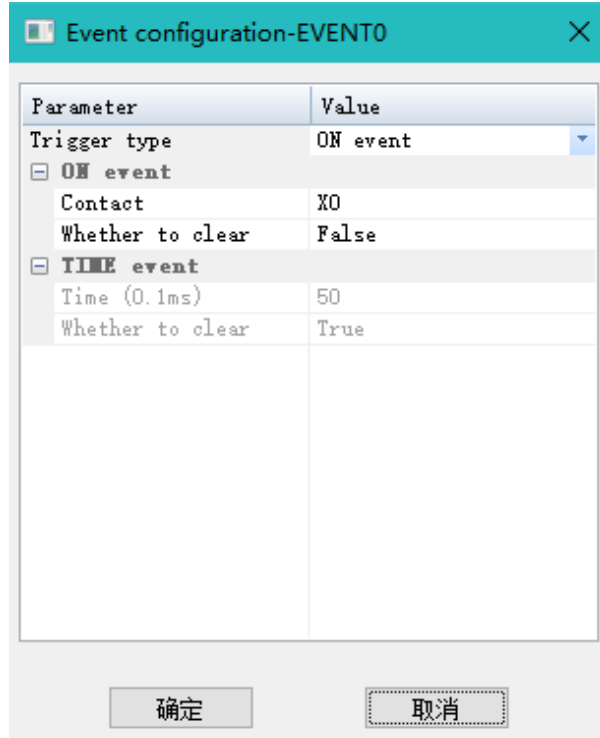 Event configuration-EVENT0
Parameter Value
Trigger type ON event
ON event
Contact X0
Whether to clear False
TIME event
Time (0.1ms) 50
Whether to clear True
确定 取消